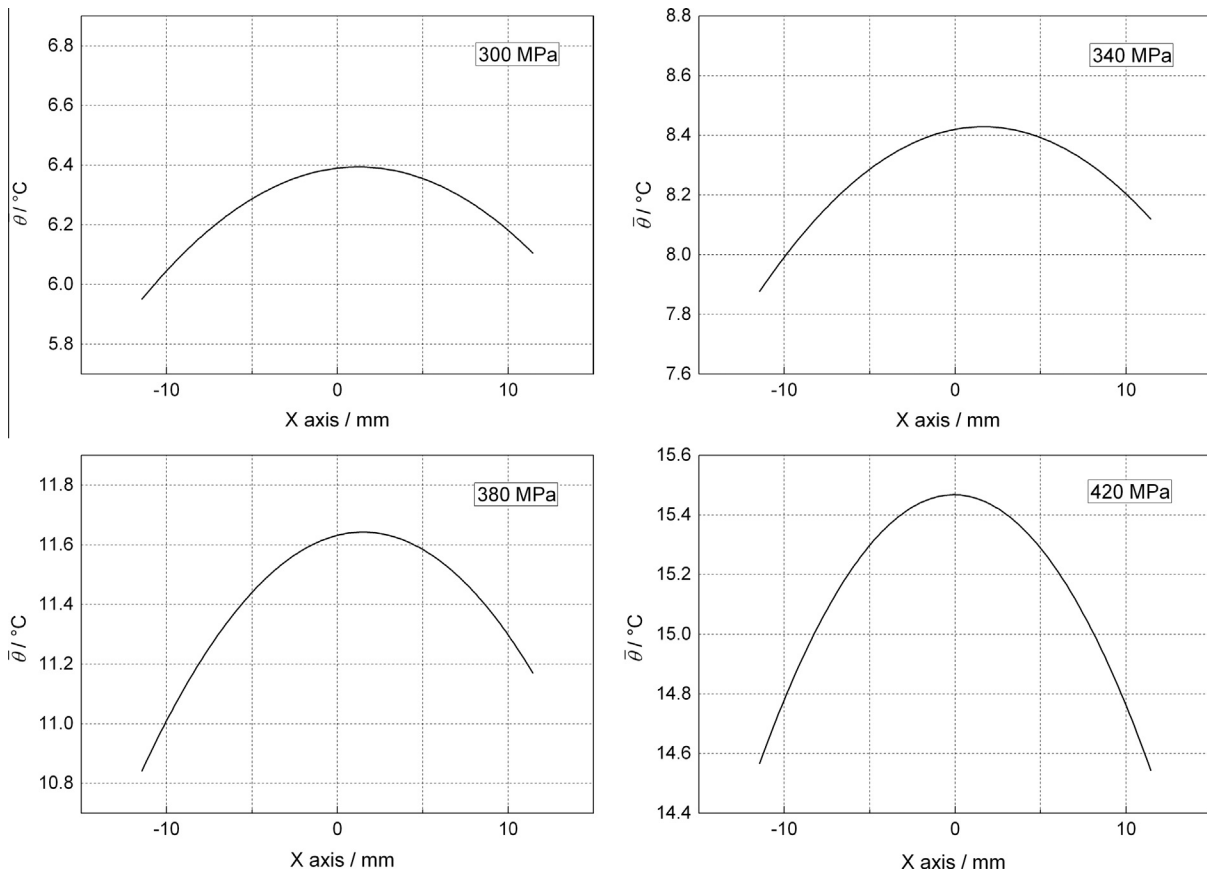 300 MPa
6.8
6.6
6.4
6.2
6.0
5.8
θ̄ / °C
-10 0 10
X axis / mm
340 MPa
8.8
8.6
8.4
8.2
8.0
7.8
7.6
θ̄ / °C
-10 0 10
X axis / mm
380 MPa
11.8
11.6
11.4
11.2
11.0
10.8
θ̄ / °C
-10 0 10
X axis / mm
420 MPa
15.6
15.4
15.2
15.0
14.8
14.6
14.4
θ̄ / °C
-10 0 10
X axis / mm